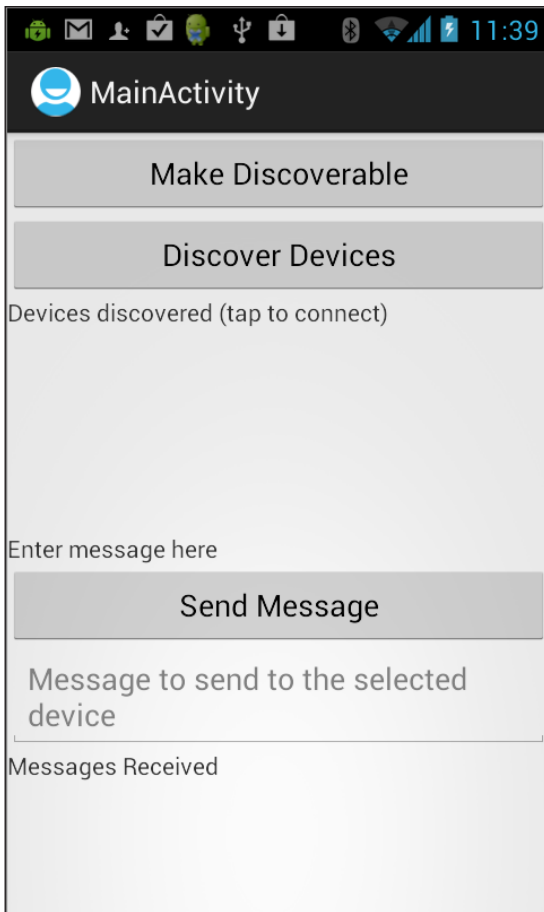 11:39
MainActivity
Make Discoverable
Discover Devices
Devices discovered (tap to connect)
Enter message here
Send Message
Message to send to the selected
device
Messages Received